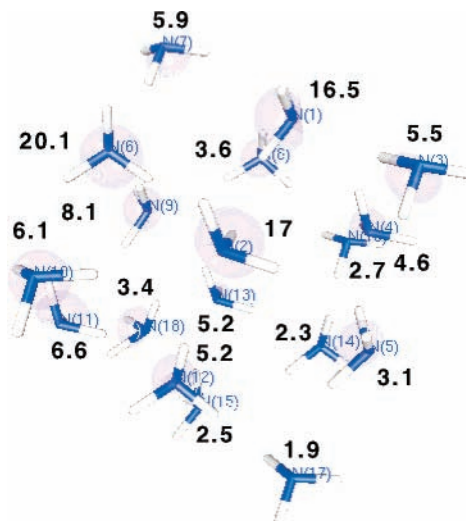 5.9
N(7)
16.5
N(1)
20.1
N(6)
3.6
5.5
N(3)
8.1
N(9)
17
N(2)
N(4)
4.6
2.7
6.1
3.4
N(13)
5.2
N(11)
6.6
N(18)
5.2
2.3
N(14)
N(5)
3.1
N(12)
N(15)
2.5
1.9
N(17)